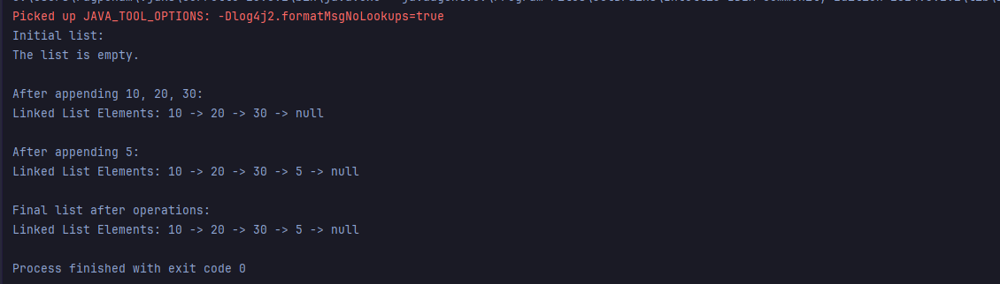 Picked up JAVA_TOOL_OPTIONS: -Dlog4j2.formatMsgNoLookups=true
Initial list:
The list is empty.
After appending 10, 20, 30:
Linked List Elements: 10 -> 20 -> 30 -> null
After appending 5:
Linked List Elements: 10 -> 20 -> 30 -> 5 -> null
Final list after operations:
Linked List Elements: 10 -> 20 -> 30 -> 5 -> null
Process finished with exit code 0